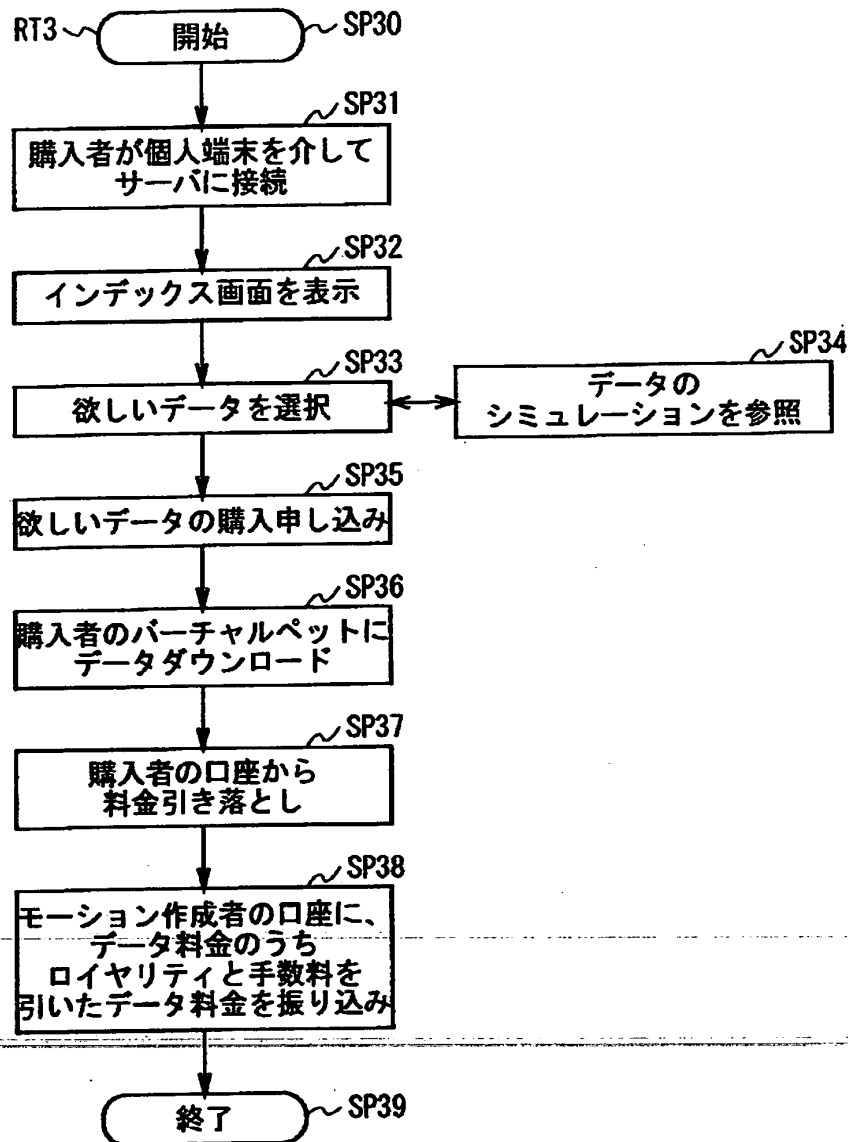 RT3
開始
SP30
SP31
購入者が個人端末を介して
サーバに接続
SP32
インデックス画面を表示
SP33
欲しいデータを選択
SP34
データの
シミュレーションを参照
SP35
欲しいデータの購入申し込み
SP36
購入者のバーチャルペットに
データダウンロード
SP37
購入者の口座から
料金引き落とし
SP38
モーション作成者の口座に、
データ料金のうち
ロイヤリティと手数料を
引いたデータ料金を振り込み
終了
SP39